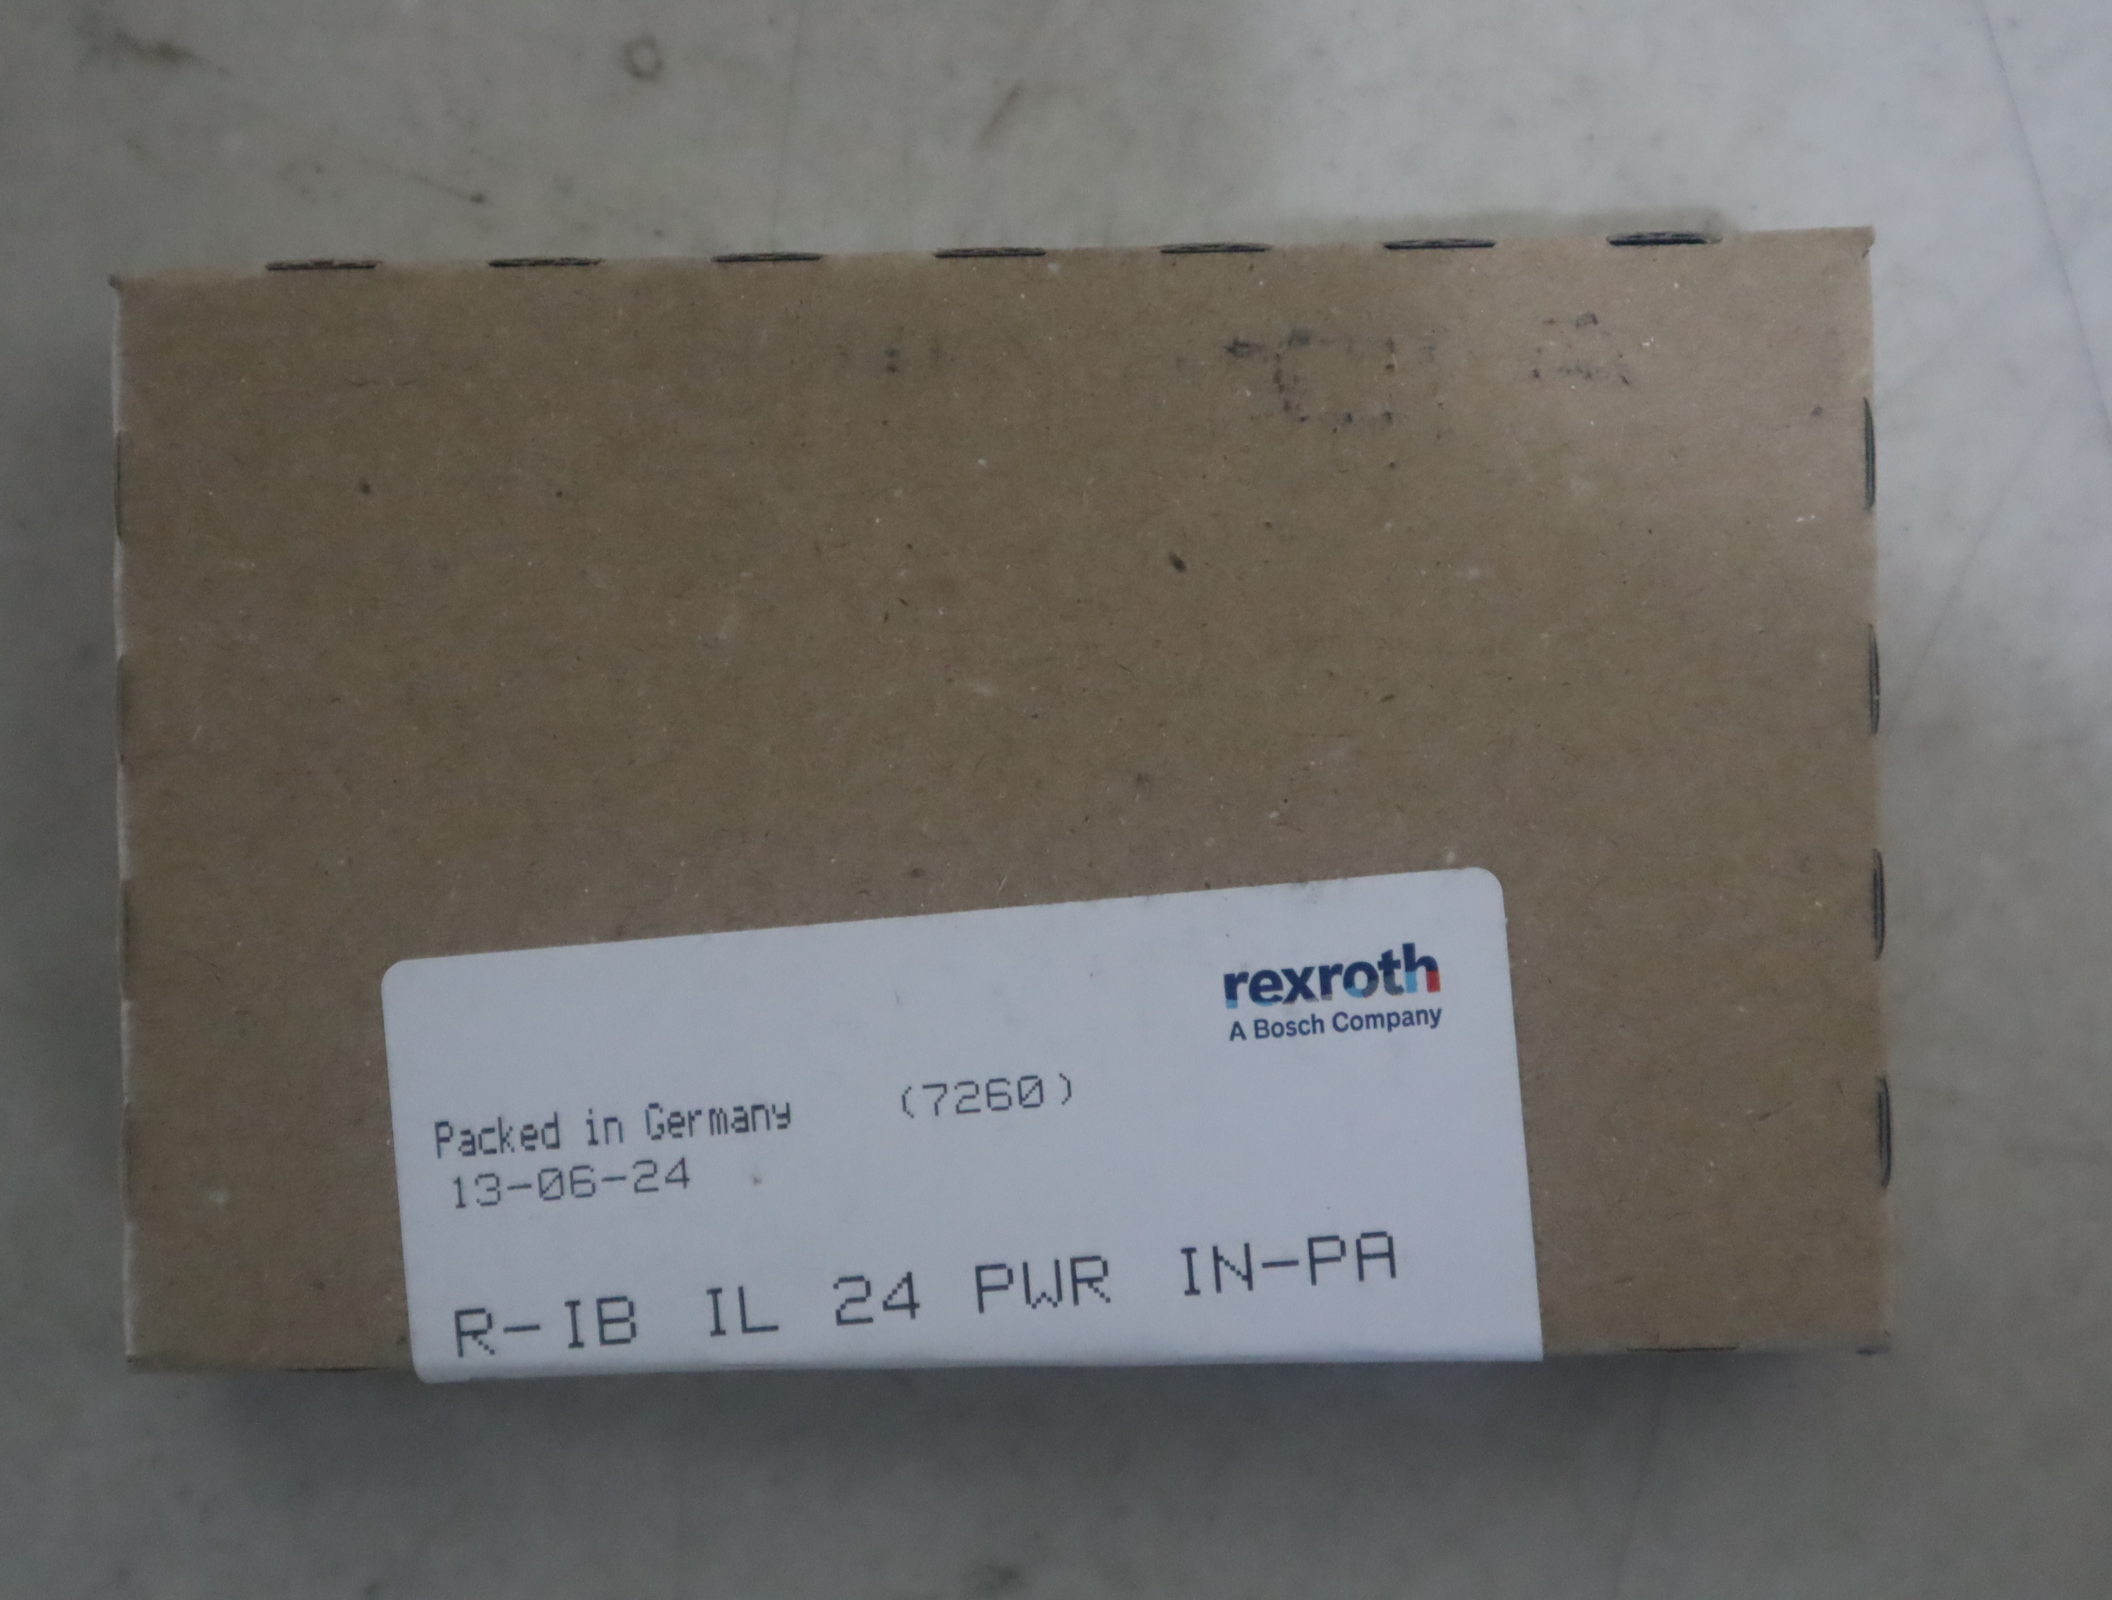 rexroth
A Bosch Company
Packed in Germany (7260)
13-06-24
R-IB IL 24 PWR IN-PA